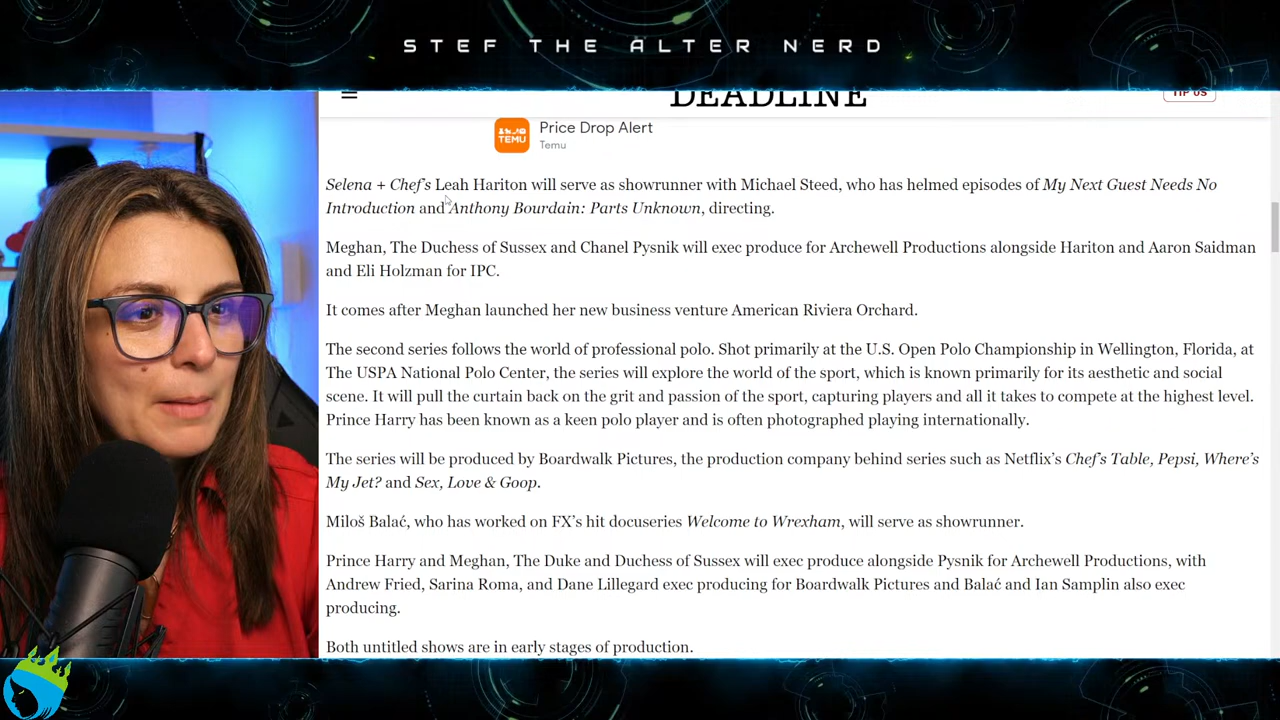 STEF THE ALTER NERD
DEADLINE
TIP US
Price Drop Alert
TEMU
Temu
Selena + Chef's Leah Hariton will serve as showrunner with Michael Steed, who has helmed episodes of My Next Guest Needs No
Introduction and Anthony Bourdain: Parts Unknown, directing.
Meghan, The Duchess of Sussex and Chanel Pysnik will exec produce for Archewell Productions alongside Hariton and Aaron Saidman
and Eli Holzman for IPC.
It comes after Meghan launched her new business venture American Riviera Orchard.
The second series follows the world of professional polo. Shot primarily at the U.S. Open Polo Championship in Wellington, Florida, at
The USPA National Polo Center, the series will explore the world of the sport, which is known primarily for its aesthetic and social
scene. It will pull the curtain back on the grit and passion of the sport, capturing players and all it takes to compete at the highest level.
Prince Harry has been known as a keen polo player and is often photographed playing internationally.
The series will be produced by Boardwalk Pictures, the production company behind series such as Netflix's Chef's Table, Pepsi, Where's
My Jet? and Sex, Love & Goop.
Miloš Balać, who has worked on FX's hit docuseries Welcome to Wrexham, will serve as showrunner.
Prince Harry and Meghan, The Duke and Duchess of Sussex will exec produce alongside Pysnik for Archewell Productions, with
Andrew Fried, Sarina Roma, and Dane Lillegard exec producing for Boardwalk Pictures and Balać and Ian Samplin also exec
producing.
Both untitled shows are in early stages of production.